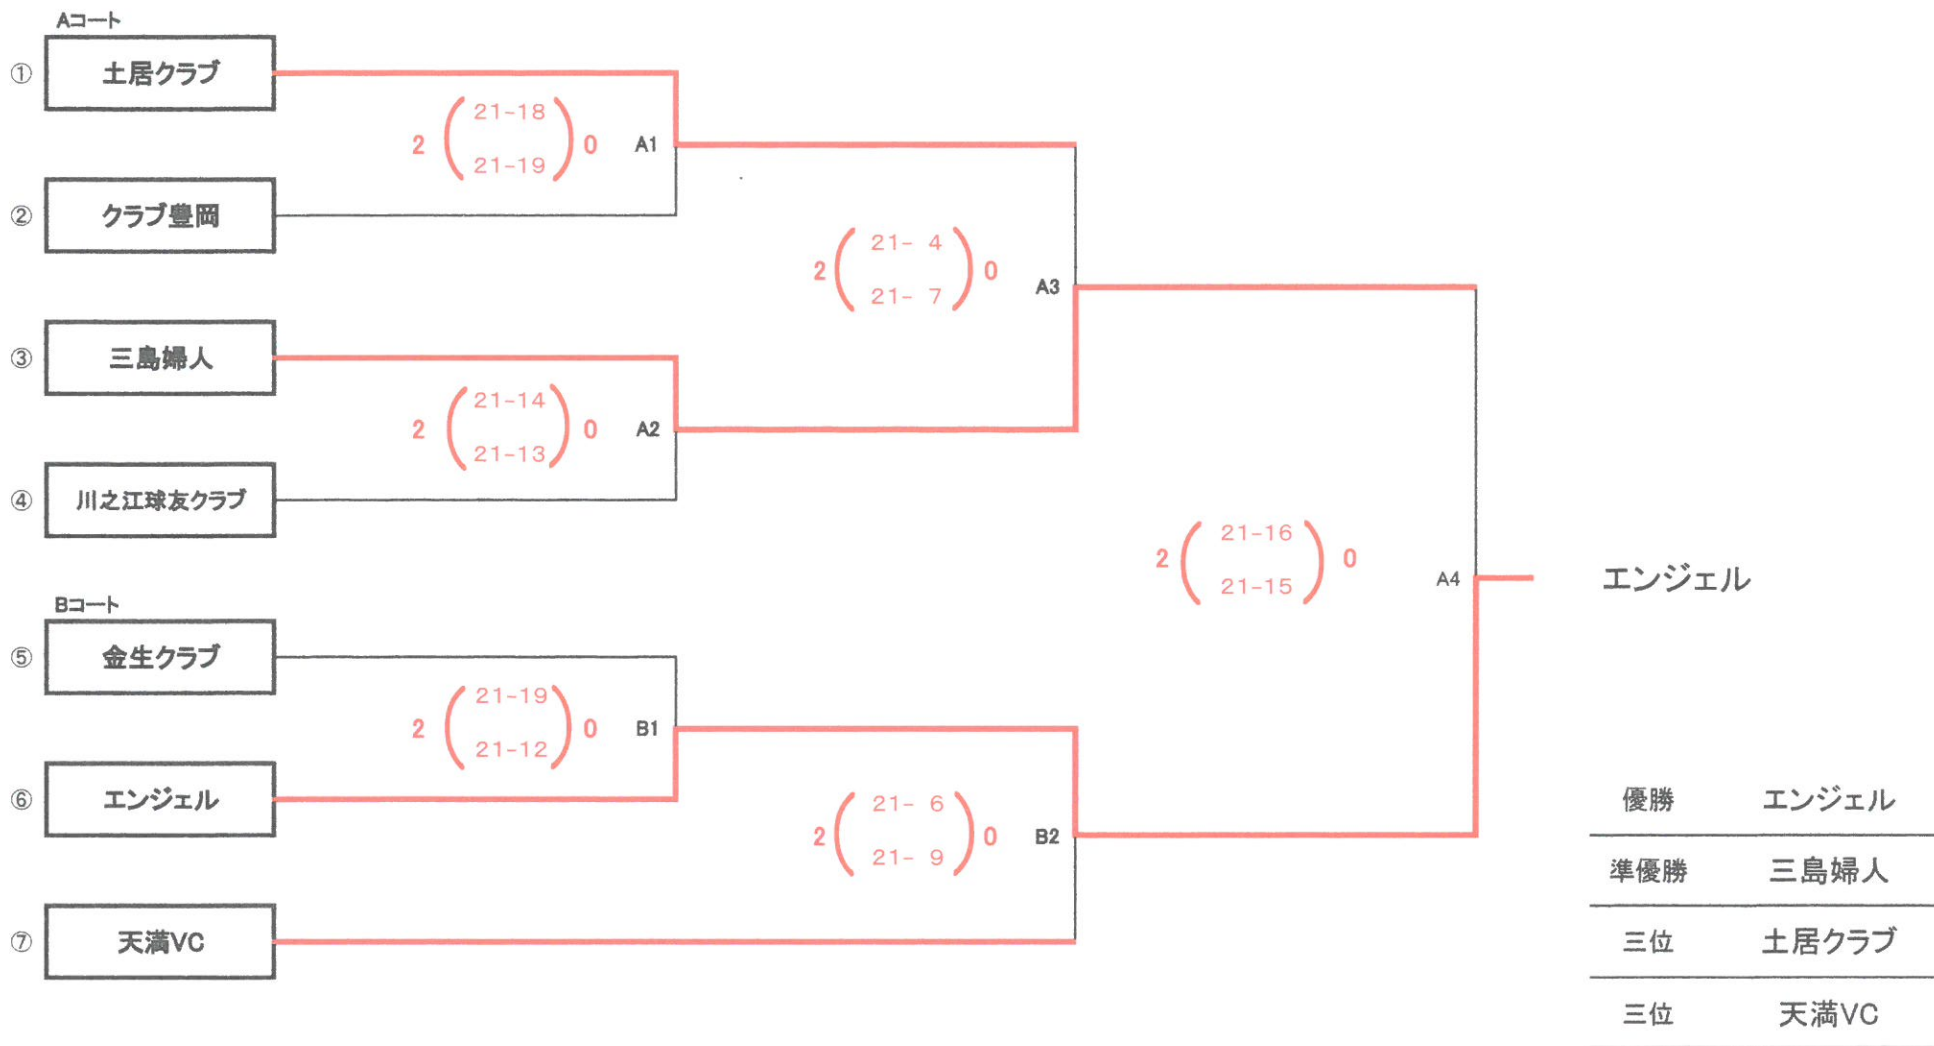 Aコート
① 土居クラブ
21-18
2 0 A1
21-19
② クラブ豊岡
21- 4
2 0 A3
21- 7
③ 三島婦人
21-14
2 0 A2
21-13
④ 川之江球友クラブ
21-16
2 0 A4 エンジェル
21-15
Bコート
⑤ 金生クラブ
21-19
2 0 B1
21-12
⑥ エンジェル
21- 6
2 0 B2
21- 9
⑦ 天満VC
優勝 エンジェル
準優勝 三島婦人
三位 土居クラブ
三位 天満VC